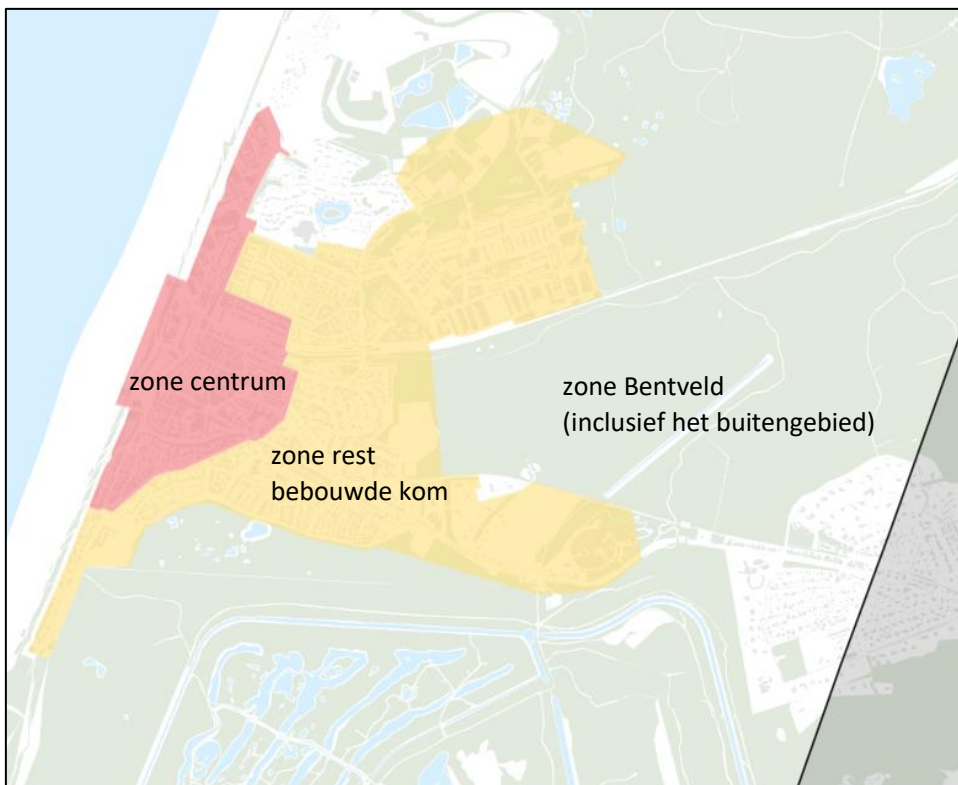 zone centrum
zone Bentveld
(inclusief het buitengebied)
zone rest
bebouwde kom